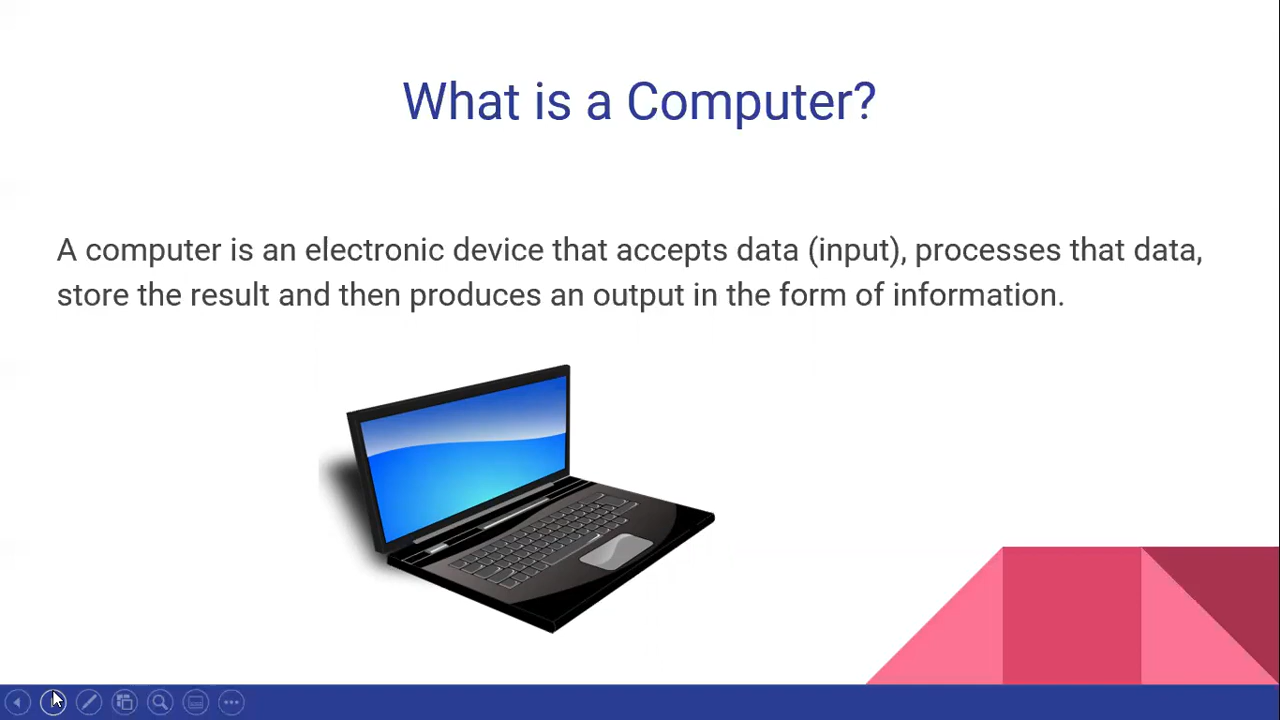 What is a Computer?
A computer is an electronic device that accepts data (input), processes that data,
store the result and then produces an output in the form of information.